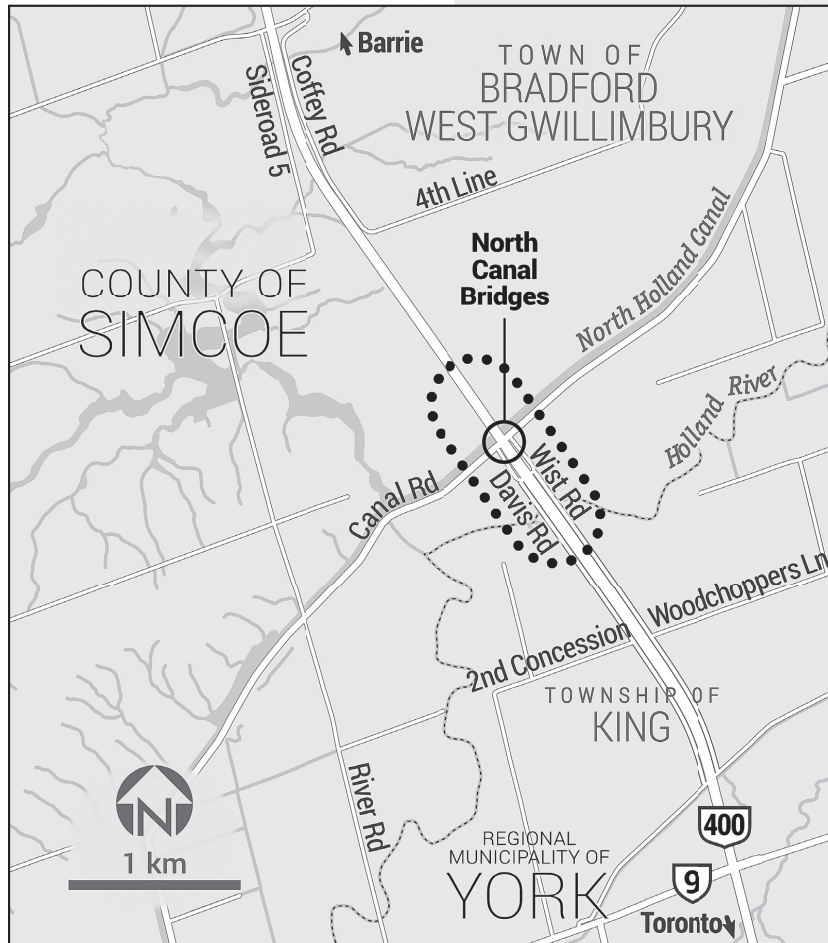 Barrie
TOWN OF
BRADFORD
WEST GWILLIMBURY
Coffey Rd
Sideroad 5
4th Line
North
Canal
Bridges
North Holland Canal
COUNTY OF
SIMCOE
Holland River
Canal Rd
Wist Rd
Davis Rd
Woodchoppers Ln
2nd Concession
TOWNSHIP OF
KING
River Rd
N
1 km
400
REGIONAL
MUNICIPALITY OF
YORK
9
Toronto